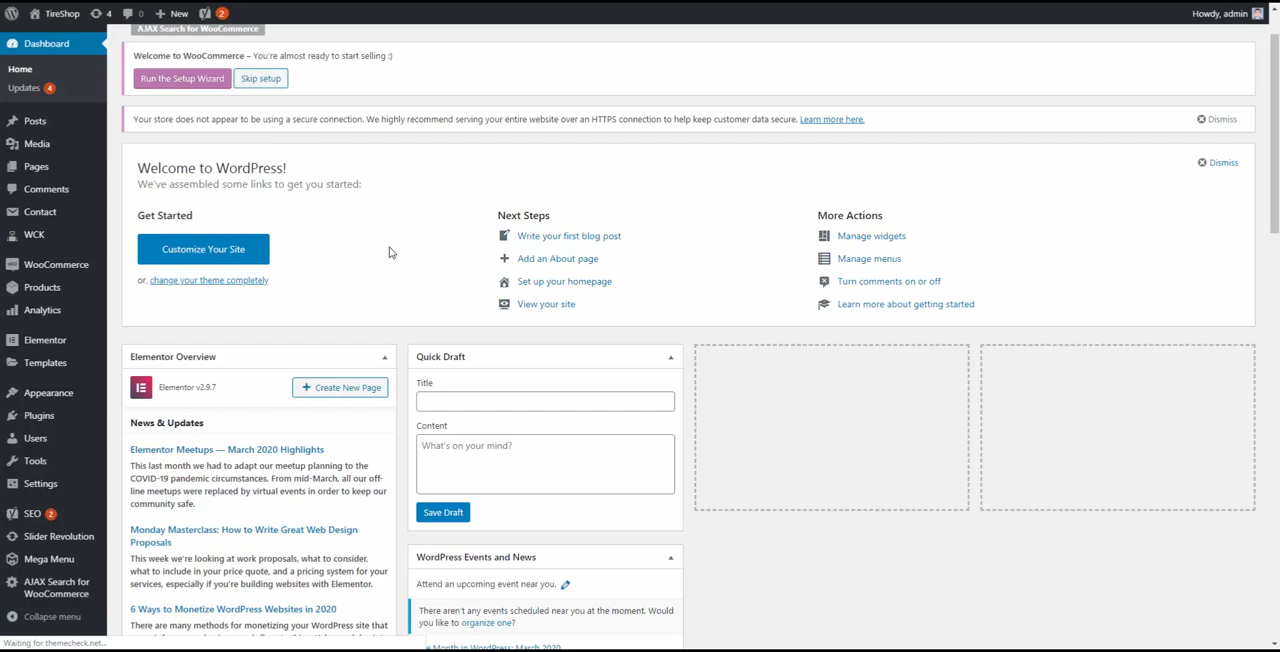 TireShop 4 0 New 2 Howdy, admin
AJAX Search for WooCommerce
Dashboard
Home
Updates 4
Posts
Media
Pages
Comments
Contact
WCK
WooCommerce
Products
Analytics
Elementor
Templates
Appearance
Plugins
Users
Tools
Settings
SEO 2
Slider Revolution
Mega Menu
AJAX Search for
WooCommerce
Collapse menu
Welcome to WooCommerce – You're almost ready to start selling :)
Run the Setup Wizard Skip setup
Your store does not appear to be using a secure connection. We highly recommend serving your entire website over an HTTPS connection to help keep customer data secure. Learn more here. Dismiss
Welcome to WordPress! Dismiss
We've assembled some links to get you started:
Get Started
Customize Your Site
or, change your theme completely
Next Steps
Write your first blog post
Add an About page
Set up your homepage
View your site
More Actions
Manage widgets
Manage menus
Turn comments on or off
Learn more about getting started
Elementor Overview
Elementor v2.9.7 + Create New Page
News & Updates
Elementor Meetups — March 2020 Highlights
This last month we had to adapt our meetup planning to the
COVID-19 pandemic circumstances. From mid-March, all our off-
line meetups were replaced by virtual events in order to keep our
community safe.
Monday Masterclass: How to Write Great Web Design
Proposals
This week we're looking at work proposals, what to consider,
what to include in your price quote, and a pricing system for your
services, especially if you're building websites with Elementor.
6 Ways to Monetize WordPress Websites in 2020
There are many methods for monetizing your WordPress site that
Quick Draft
Title
Content
What's on your mind?
Save Draft
WordPress Events and News
Attend an upcoming event near you.
There aren't any events scheduled near you at the moment. Would
you like to organize one?
e Month in WordPress: March 2020
Waiting for themecheck.net...